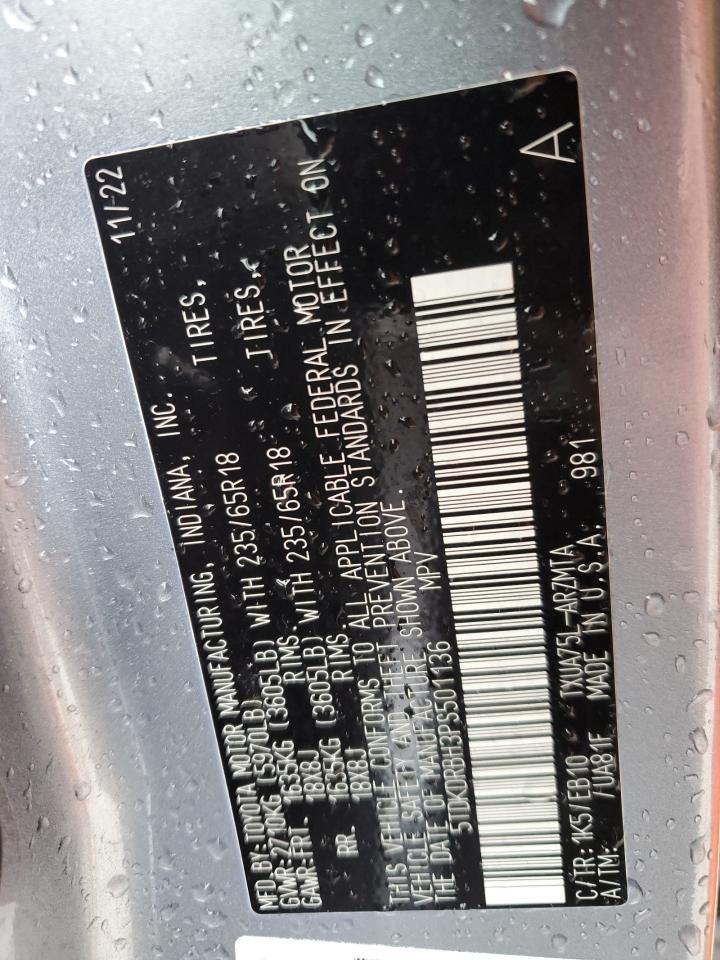 MFD BY:TOYOTA MOTOR MANUFACTURING, INDIANA, INC. 11/22
GVWR:2710KG (5970LB)
GAWR:FRT. 1635KG (3605LB) WITH 235/65R18 TIRES,
18X8J RIMS
RR. 1635KG (3605LB) WITH 235/65R18 TIRES,
18X8J RIMS
THIS VEHICLE CONFORMS TO ALL APPLICABLE FEDERAL MOTOR
VEHICLE SAFETY AND THEFT PREVENTION STANDARDS IN EFFECT ON
THE DATE OF MANUFACTURE SHOWN ABOVE.
5TDKDRBH3PS501136 MPV
C/TR:1K5/EB10 TXUA75L-ARZMTA
A/TM: /UA81F MADE IN U.S.A. 981 A